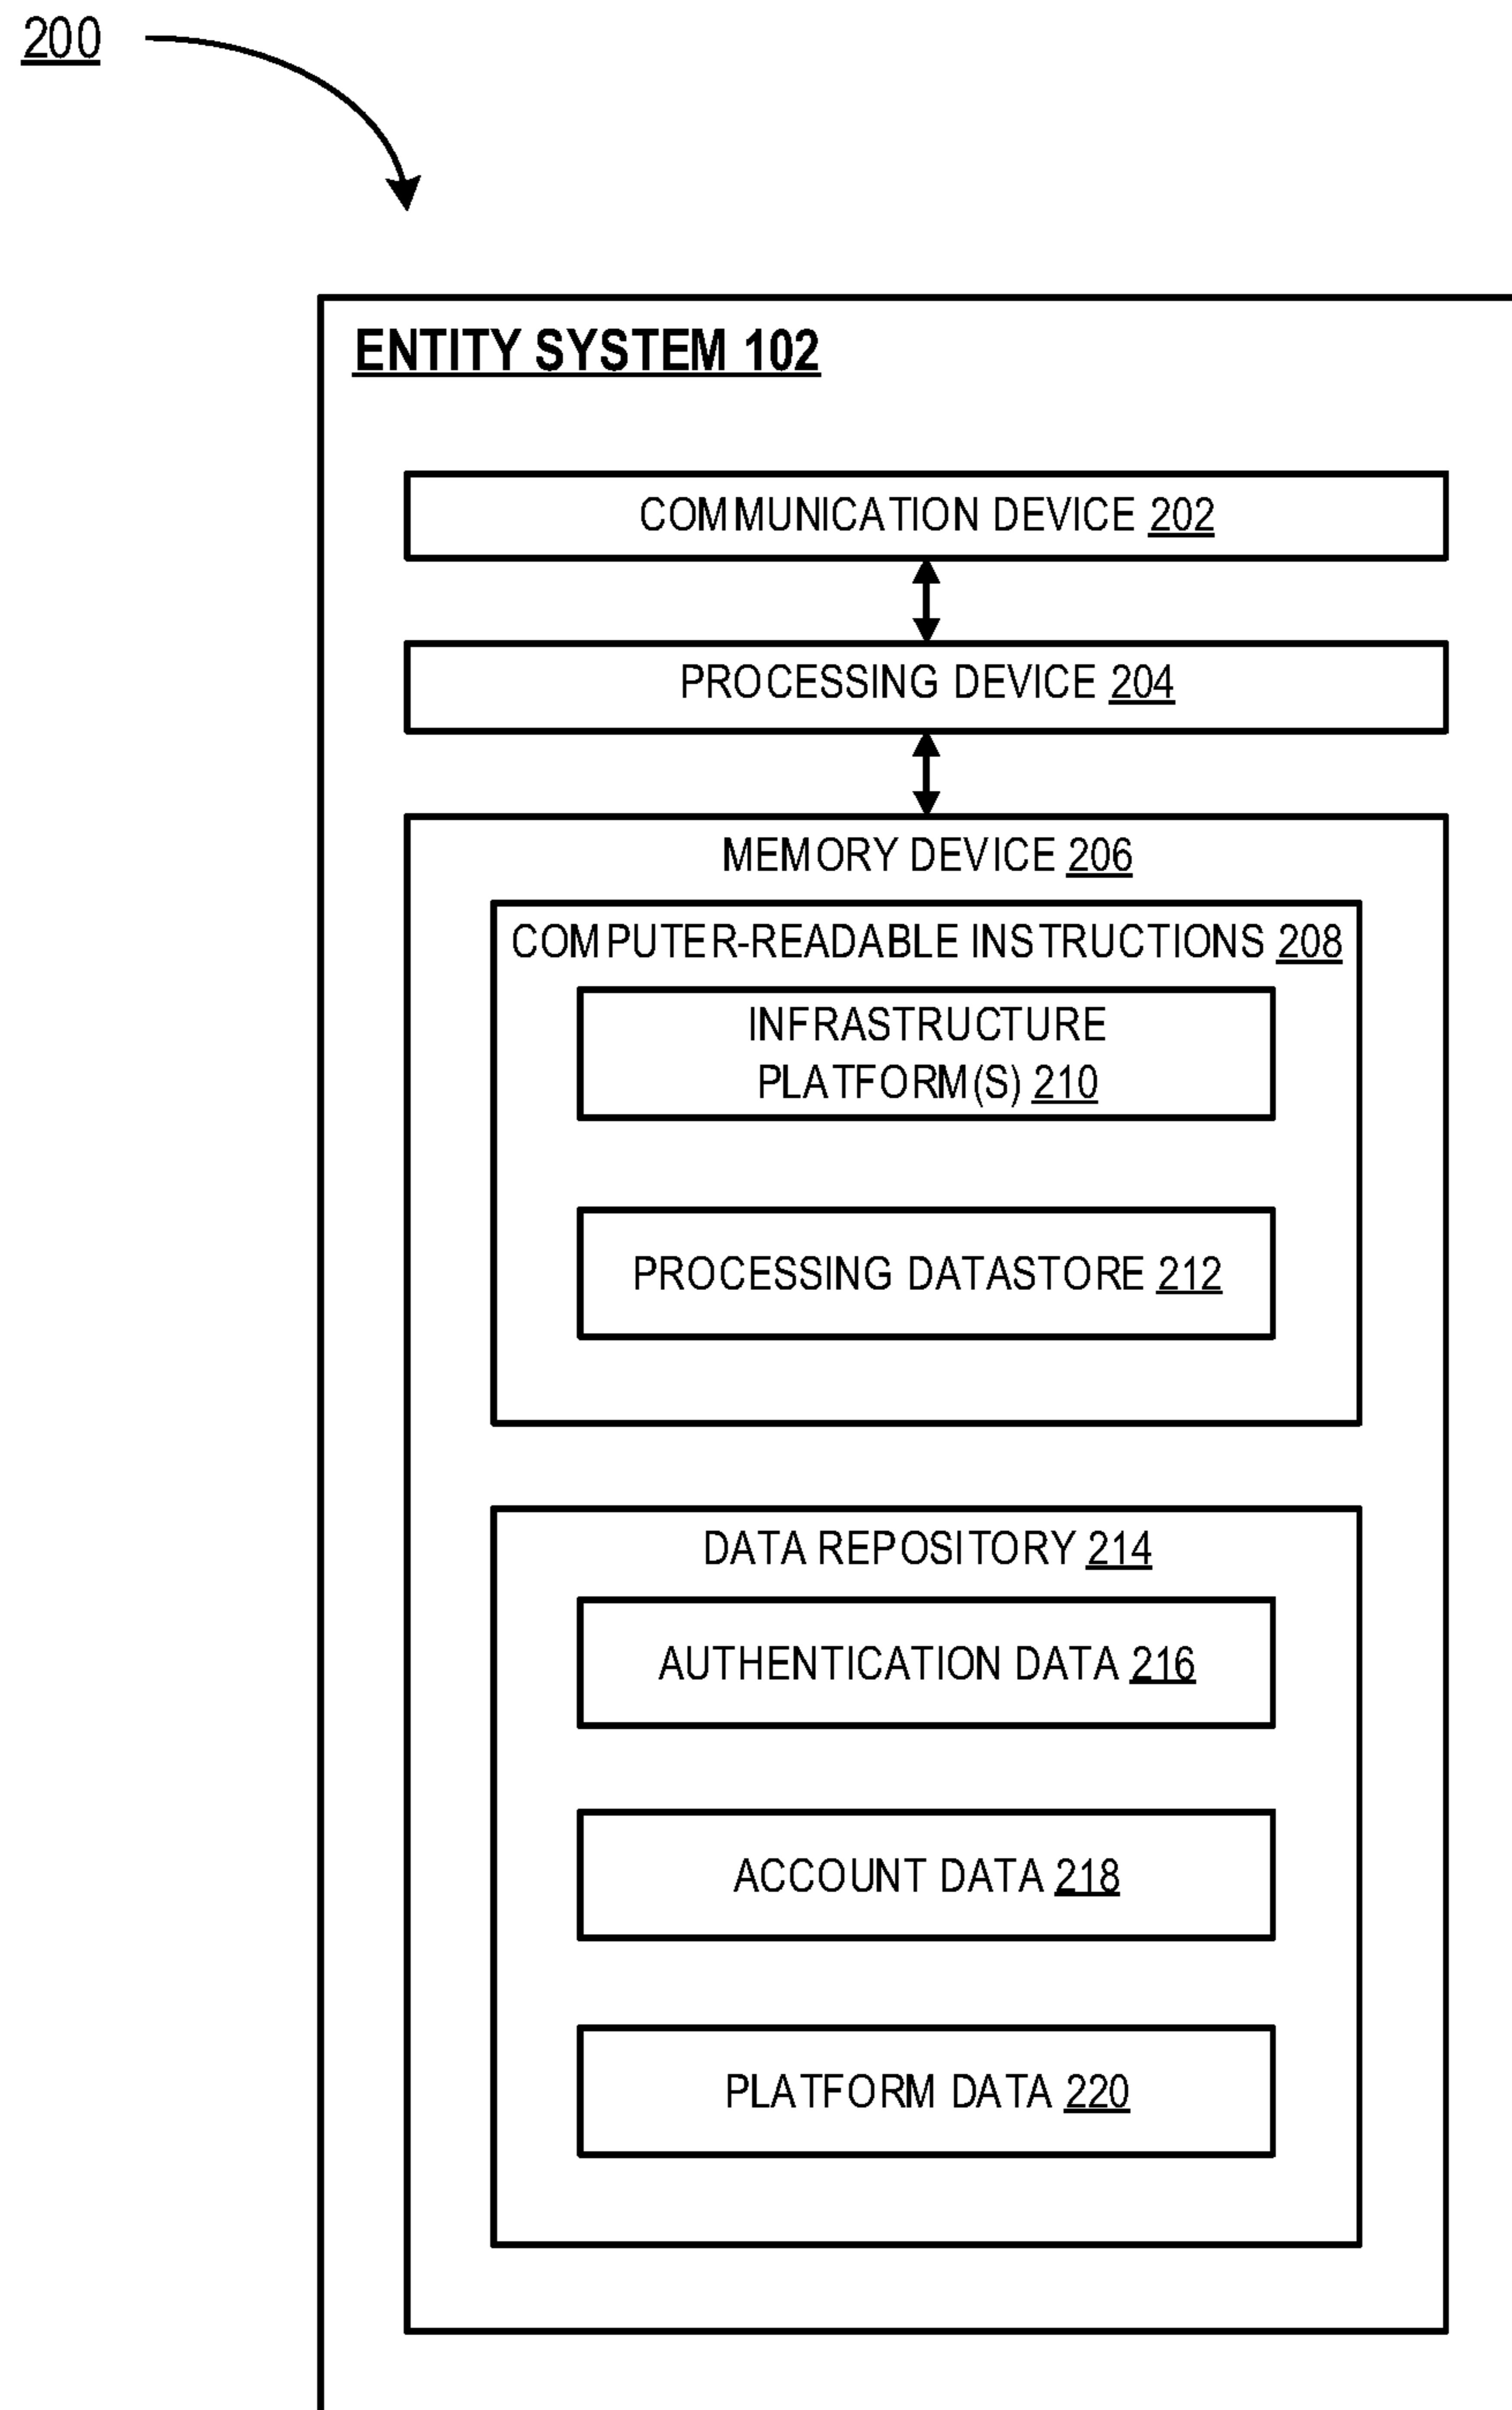 200
ENTITY SYSTEM 102
COMMUNICATION DEVICE 202
PROCESSING DEVICE 204
MEMORY DEVICE 206
COMPUTER-READABLE INSTRUCTIONS 208
INFRASTRUCTURE
PLATFORM(S) 210
PROCESSING DATASTORE 212
DATA REPOSITORY 214
AUTHENTICATION DATA 216
ACCOUNT DATA 218
PLATFORM DATA 220